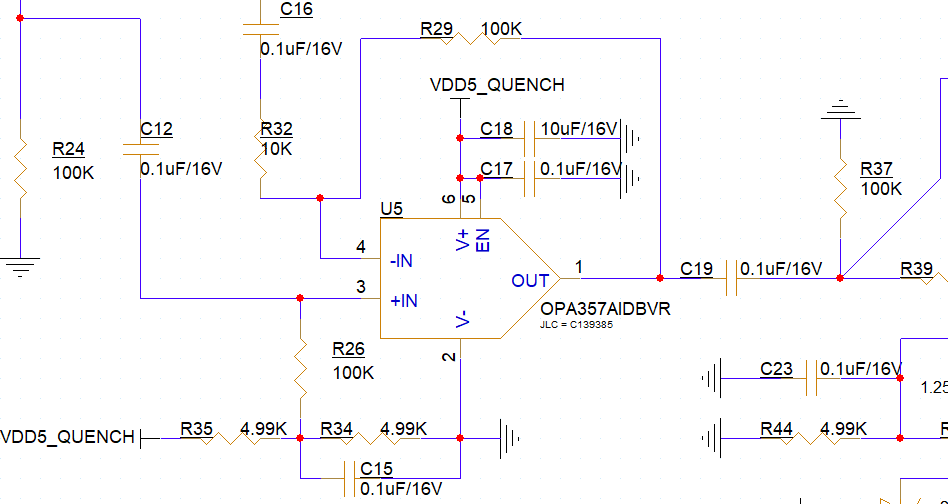 C16
0.1uF/16V
R29 100K
VDD5_QUENCH
C12
0.1uF/16V
R32
10K
C18 10uF/16V
R24
100K
C17 0.1uF/16V
R37
100K
6
5
U5
V+
EN
4
-IN
3
+IN
OUT
1
C19 0.1uF/16V
R39
OPA357AIDBVR
JLC = C139385
V-
2
R26
100K
C23 0.1uF/16V
1.25
VDD5_QUENCH
R35 4.99K
R34 4.99K
R44 4.99K
C15
0.1uF/16V